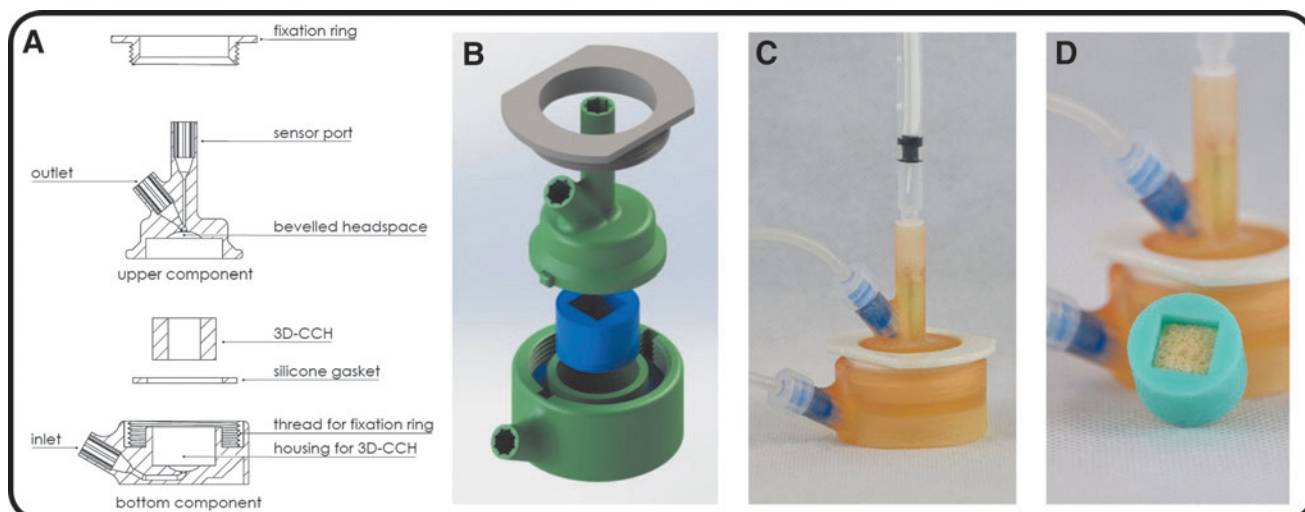 A
fixation ring
sensor port
outlet
bevelled headspace
upper component
3D-CCH
silicone gasket
thread for fixation ring
inlet
housing for 3D-CCH
bottom component
B
C
D